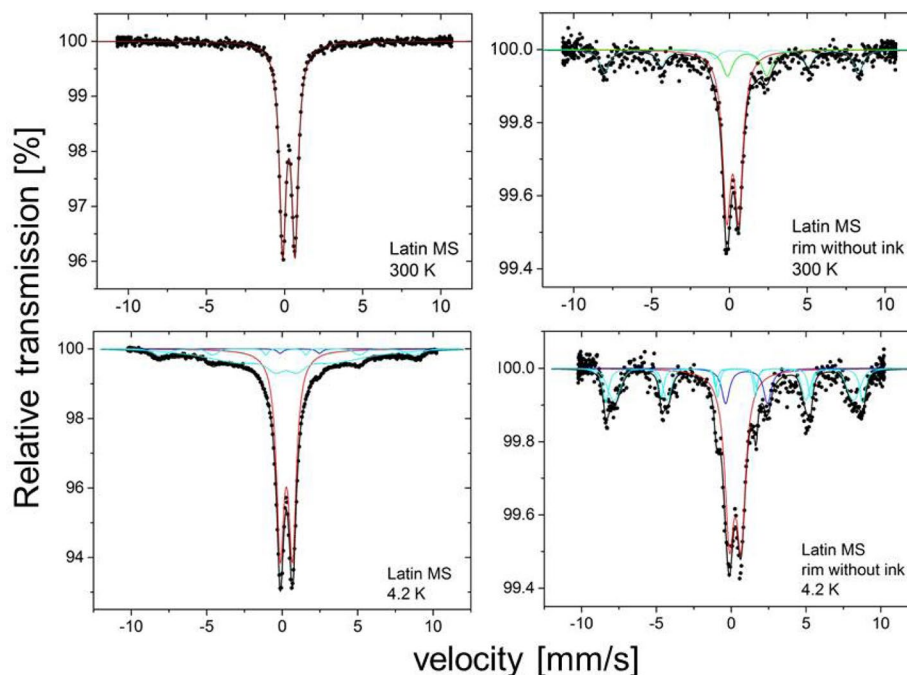 Relative transmission [%]
100
99
98
97
96
Latin MS
300 K
-10 -5 0 5 10
100.0
99.8
99.6
99.4
Latin MS
rim without ink
300 K
-10 -5 0 5 10
100
98
95
93
Latin MS
4.2 K
-10 -5 0 5 10
100.0
99.8
99.6
99.4
Latin MS
rim without ink
4.2 K
-10 -5 0 5 10
velocity [mm/s]